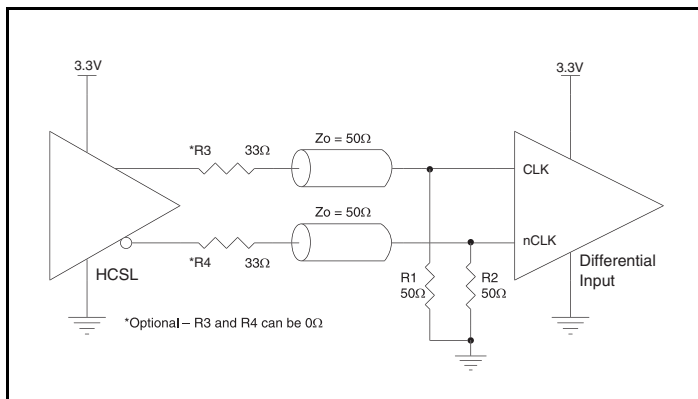 3.3V
3.3V
*R3
33Ω
Zo = 50Ω
CLK
Zo = 50Ω
nCLK
HCSL
*R4
33Ω
R1
50Ω
R2
50Ω
Differential
Input
*Optional – R3 and R4 can be 0Ω